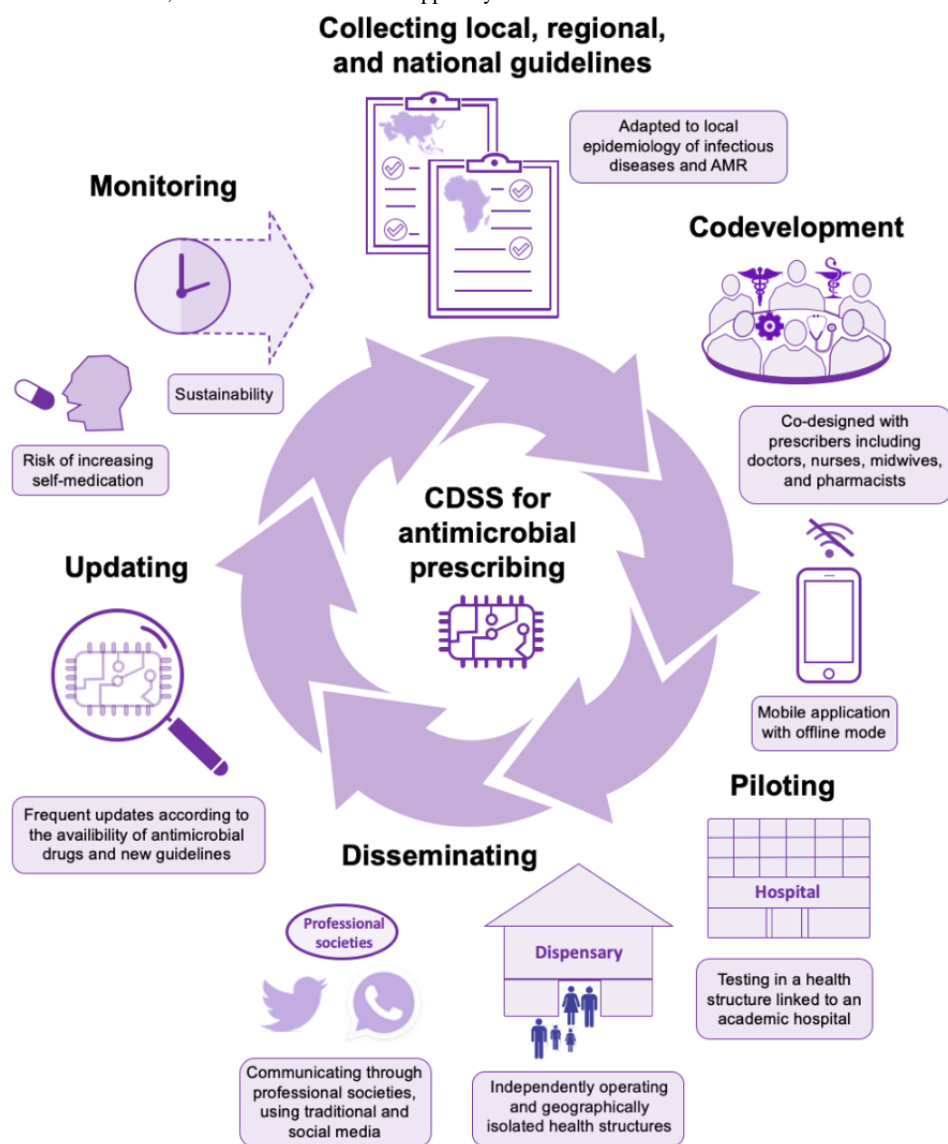 Collecting local, regional,
and national guidelines
Adapted to local
epidemiology of infectious
diseases and AMR
Monitoring
Sustainability
Risk of increasing
self-medication
Codevelopment
Co-designed with
prescribers including
doctors, nurses, midwives,
and pharmacists
CDSS for
antimicrobial
prescribing
Mobile application
with offline mode
Updating
Frequent updates according to
the availibility of antimicrobial
drugs and new guidelines
Piloting
Hospital
Testing in a health
structure linked to an
academic hospital
Disseminating
Professional
societies
Communicating through
professional societies,
using traditional and
social media
Dispensary
Independently operating
and geographically
isolated health structures